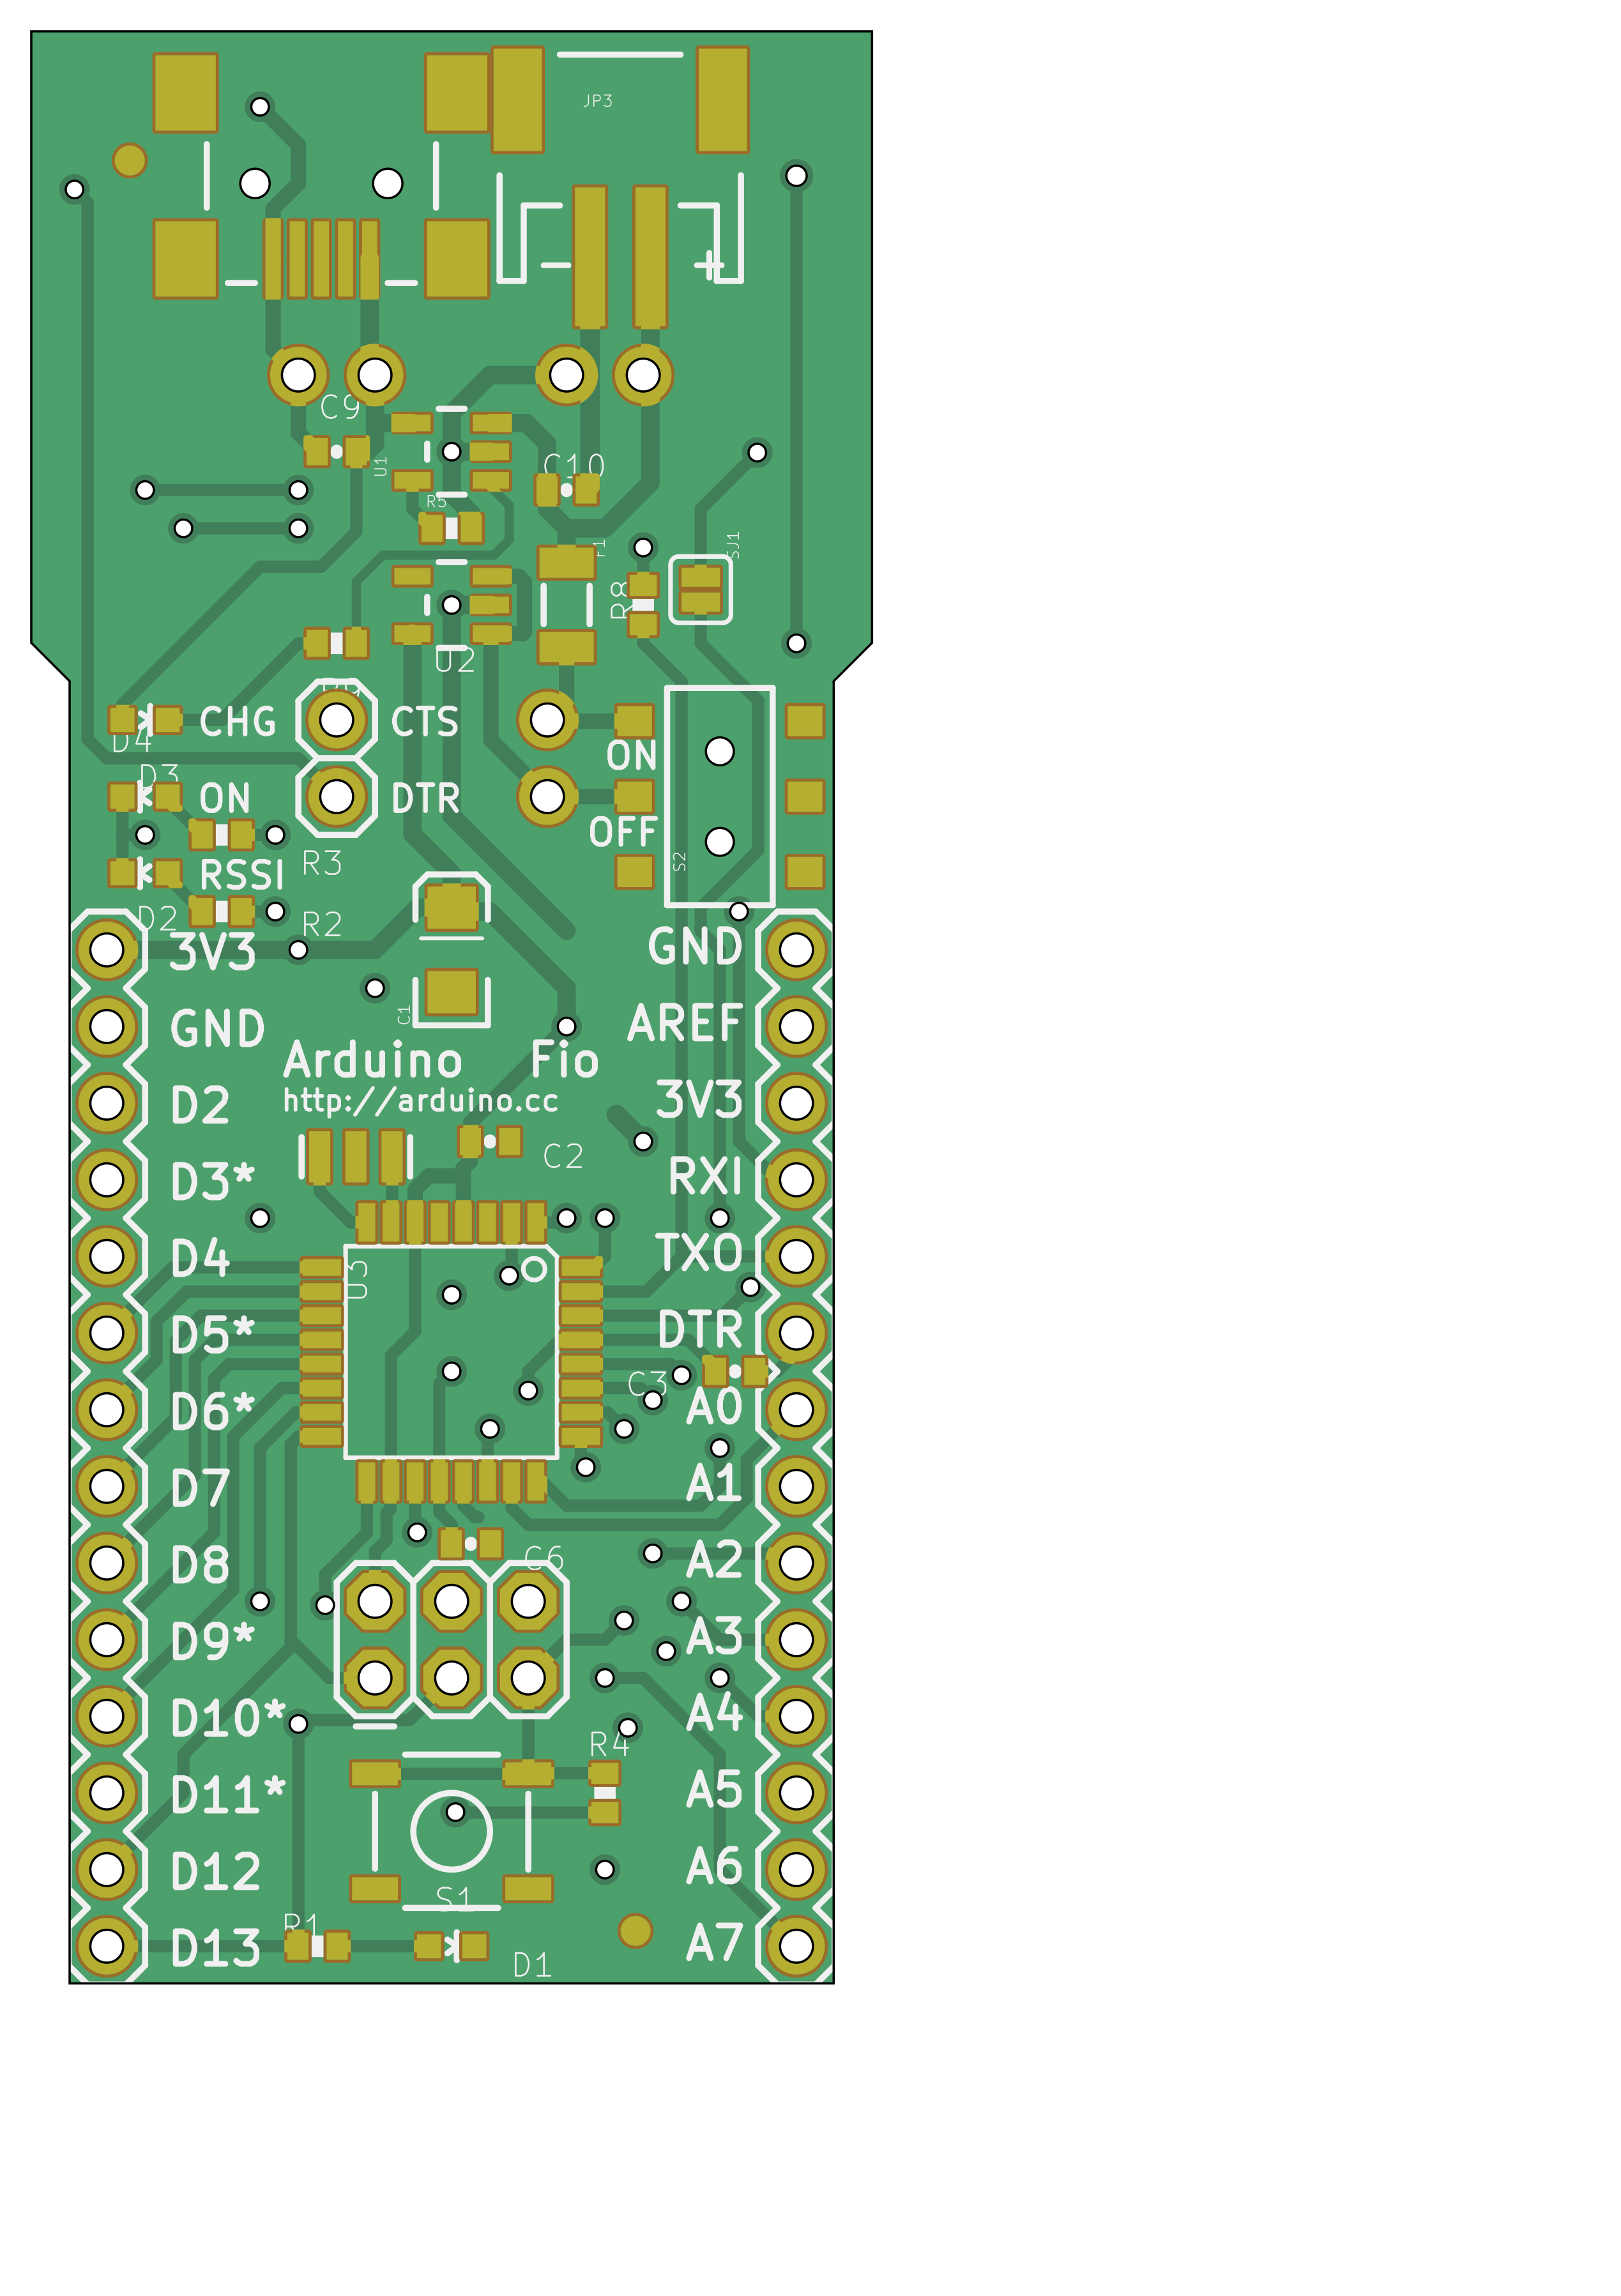 JP3
+
C9
U1
C10
R5
F1
SJ1
R8
U2
CHG
CTS
D4
ON
D3
ON
DTR
OFF
R3
S2
RSSI
D2
R2
3V3
GND
GND
AREF
C1
Arduino Fio
D2
http://arduino.cc
3V3
C2
D3*
RXI
D4
TXO
U3
D5*
DTR
C3
D6*
A0
D7
A1
D8
C6
A2
D9*
A3
D10*
A4
R4
D11*
A5
D12
A6
S1
R1
D13
A7
D1